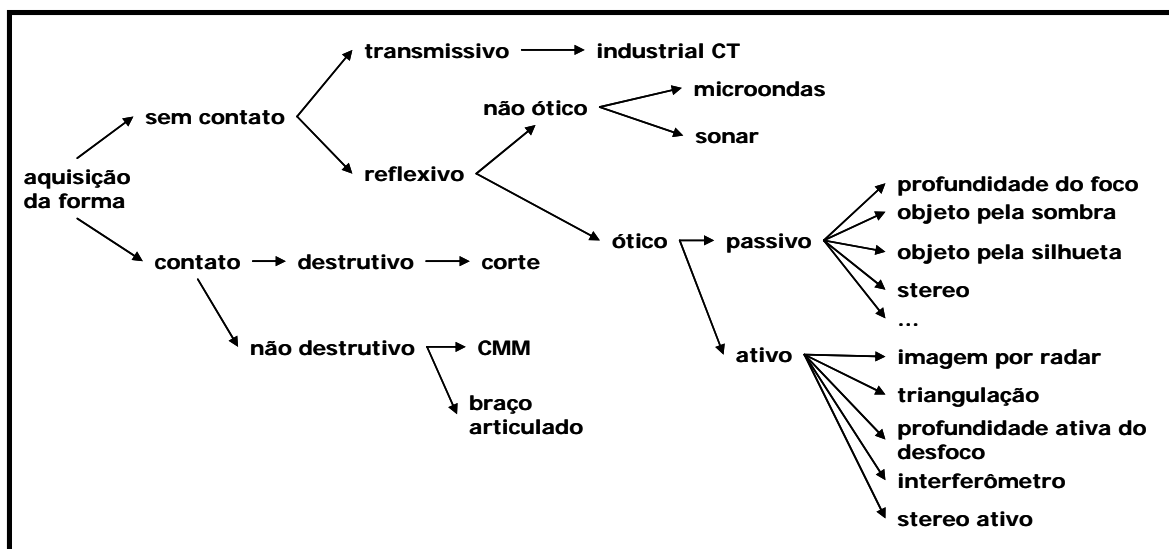 transmissivo
industrial CT
microondas
não ótico
sem contato
sonar
reflexivo
aquisição
da forma
profundidade do foco
objeto pela sombra
ótico
passivo
objeto pela silhueta
contato
destrutivo
corte
stereo
...
não destrutivo
CMM
ativo
imagem por radar
triangulação
braço
articulado
profundidade ativa do
desfoco
interferômetro
stereo ativo